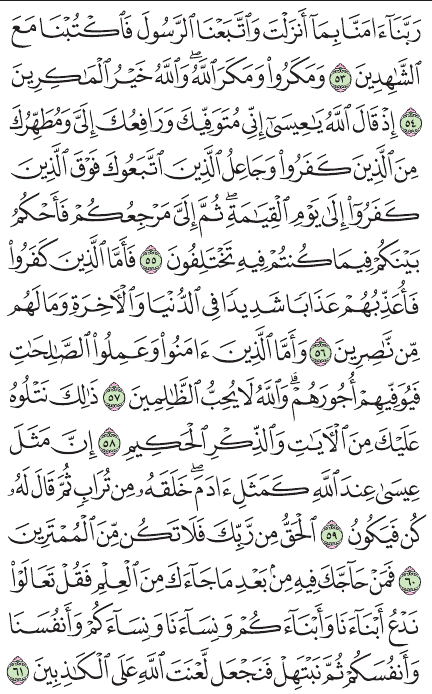 رَبَّنَآ ءَامَنَّا بِمَآ أَنزَلْتَ وَٱتَّبَعْنَا ٱلرَّسُولَ فَٱكْتُبْنَا مَعَ
ٱلشَّٰهِدِينَ ٥٣ وَمَكَرُوا۟ وَمَكَرَ ٱللَّهُ ۖ وَٱللَّهُ خَيْرُ ٱلْمَٰكِرِينَ
٥٤ إِذْ قَالَ ٱللَّهُ يَٰعِيسَىٰٓ إِنِّى مُتَوَفِّيكَ وَرَافِعُكَ إِلَىَّ وَمُطَهِّرُكَ
مِنَ ٱلَّذِينَ كَفَرُوا۟ وَجَاعِلُ ٱلَّذِينَ ٱتَّبَعُوكَ فَوْقَ ٱلَّذِينَ
كَفَرُوٓا۟ إِلَىٰ يَوْمِ ٱلْقِيَٰمَةِ ۖ ثُمَّ إِلَىَّ مَرْجِعُكُمْ فَأَحْكُمُ
بَيْنَكُمْ فِيمَا كُنتُمْ فِيهِ تَخْتَلِفُونَ ٥٥ فَأَمَّا ٱلَّذِينَ كَفَرُوا۟
فَأُعَذِّبُهُمْ عَذَابًا شَدِيدًا فِى ٱلدُّنْيَا وَٱلْءَاخِرَةِ وَمَا لَهُم
مِّن نَّٰصِرِينَ ٥٦ وَأَمَّا ٱلَّذِينَ ءَامَنُوا۟ وَعَمِلُوا۟ ٱلصَّٰلِحَٰتِ
فَيُوَفِّيهِمْ أُجُورَهُمْ ۗ وَٱللَّهُ لَا يُحِبُّ ٱلظَّٰلِمِينَ ٥٧ ذَٰلِكَ نَتْلُوهُ
عَلَيْكَ مِنَ ٱلْءَايَٰتِ وَٱلذِّكْرِ ٱلْحَكِيمِ ٥٨ إِنَّ مَثَلَ
عِيسَىٰ عِندَ ٱللَّهِ كَمَثَلِ ءَادَمَ ۖ خَلَقَهُۥ مِن تُرَابٍ ثُمَّ قَالَ لَهُۥ
كُن فَيَكُونُ ٥٩ ٱلْحَقُّ مِن رَّبِّكَ فَلَا تَكُن مِّنَ ٱلْمُمْتَرِينَ
٦٠ فَمَنْ حَآجَّكَ فِيهِ مِنۢ بَعْدِ مَا جَآءَكَ مِنَ ٱلْعِلْمِ فَقُلْ تَعَالَوْا۟
نَدْعُ أَبْنَآءَنَا وَأَبْنَآءَكُمْ وَنِسَآءَنَا وَنِسَآءَكُمْ وَأَنفُسَنَا
وَأَنفُسَكُمْ ثُمَّ نَبْتَهِلْ فَنَجْعَل لَّعْنَتَ ٱللَّهِ عَلَى ٱلْكَٰذِبِينَ ٦١